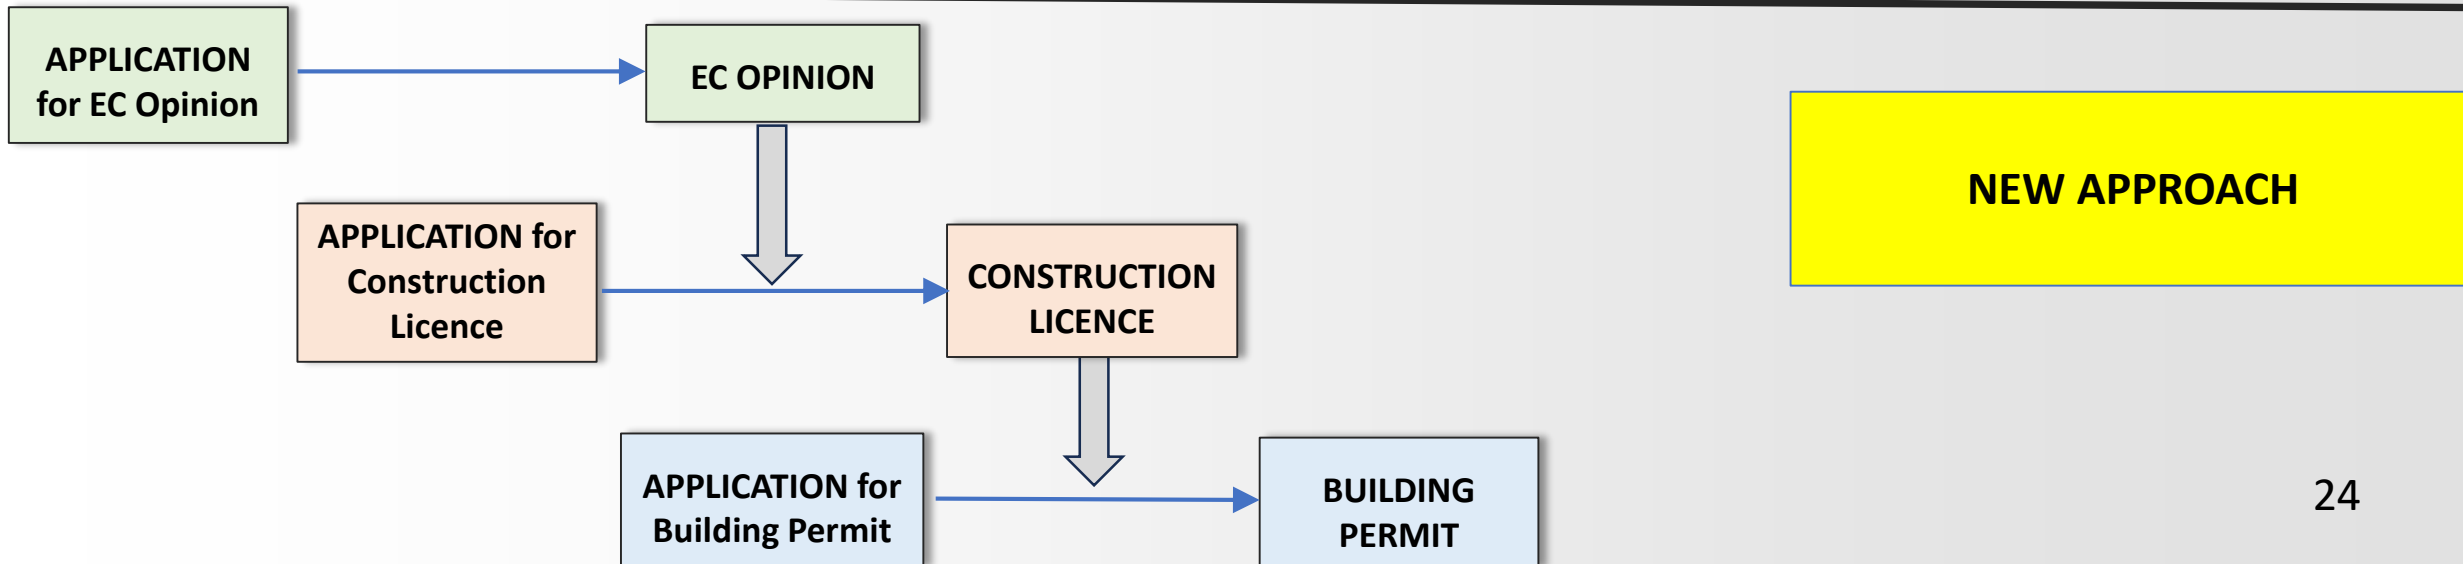 APPLICATION
for EC Opinion
EC OPINION
NEW APPROACH
APPLICATION for
Construction
Licence
CONSTRUCTION
LICENCE
APPLICATION for
Building Permit
BUILDING
PERMIT
24